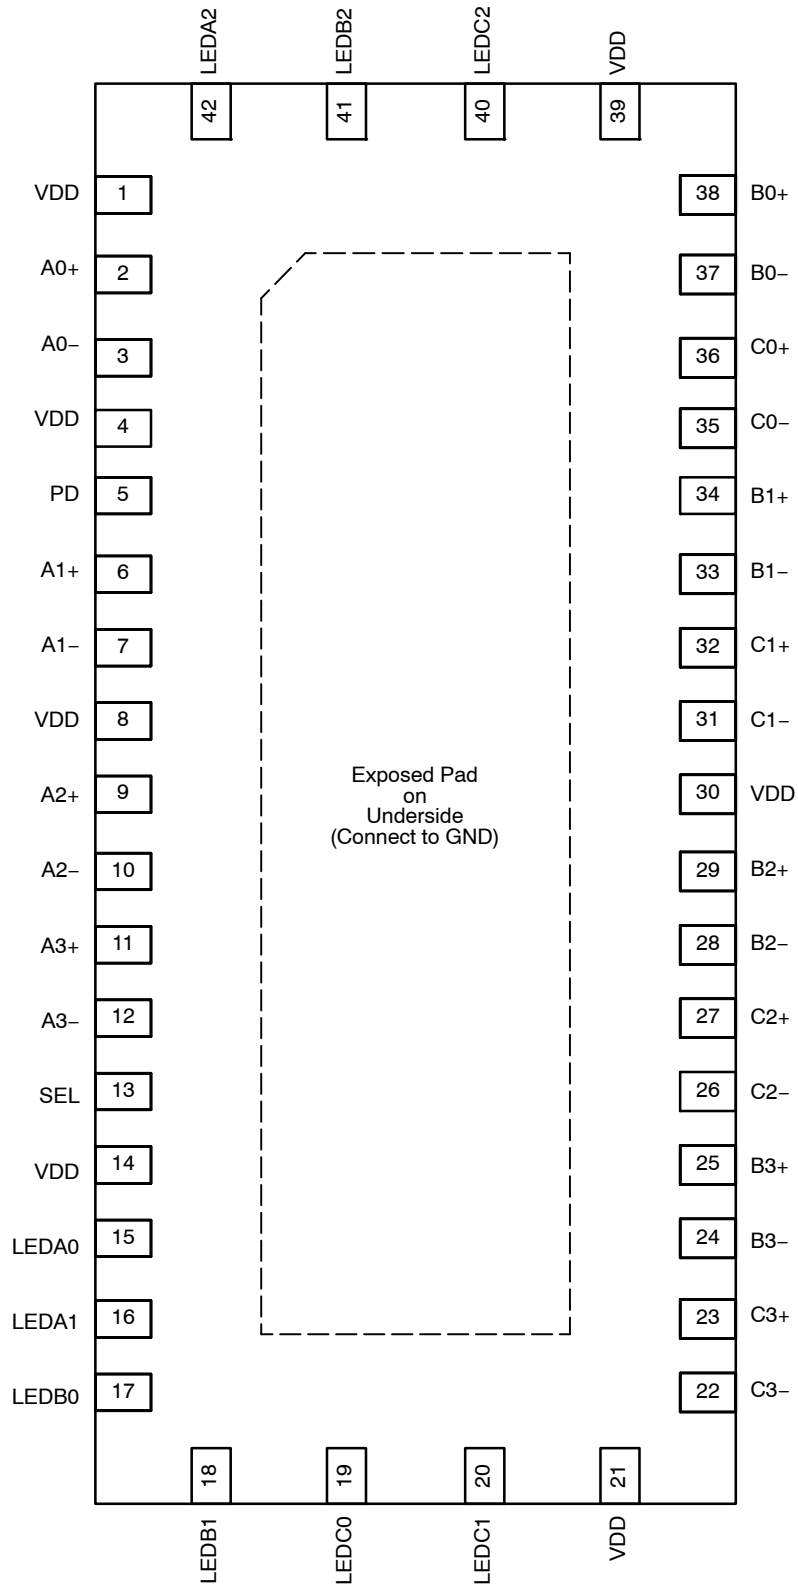 LEDA2
LEDB2
LEDC2
VDD
42
41
40
39
VDD 1
38 B0+
A0+ 2
37 B0−
A0− 3
36 C0+
VDD 4
35 C0−
PD 5
34 B1+
A1+ 6
33 B1−
A1− 7
32 C1+
VDD 8
31 C1−
Exposed Pad
on
Underside
(Connect to GND)
A2+ 9
30 VDD
A2− 10
29 B2+
A3+ 11
28 B2−
A3− 12
27 C2+
SEL 13
26 C2−
VDD 14
25 B3+
LEDA0 15
24 B3−
LEDA1 16
23 C3+
LEDB0 17
22 C3−
18
19
20
21
LEDB1
LEDC0
LEDC1
VDD